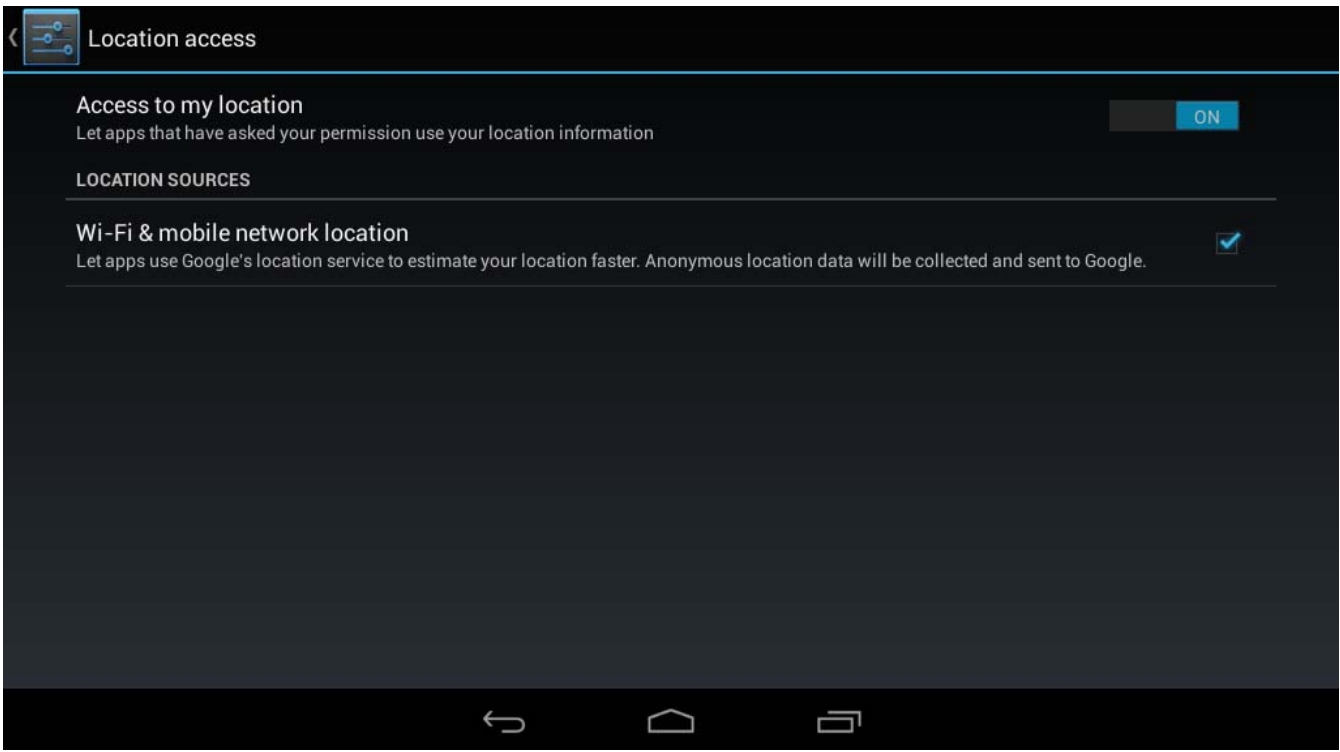 Location access
Access to my location
ON
Let apps that have asked your permission use your location information
LOCATION SOURCES
Wi-Fi & mobile network location
Let apps use Google's location service to estimate your location faster. Anonymous location data will be collected and sent to Google.